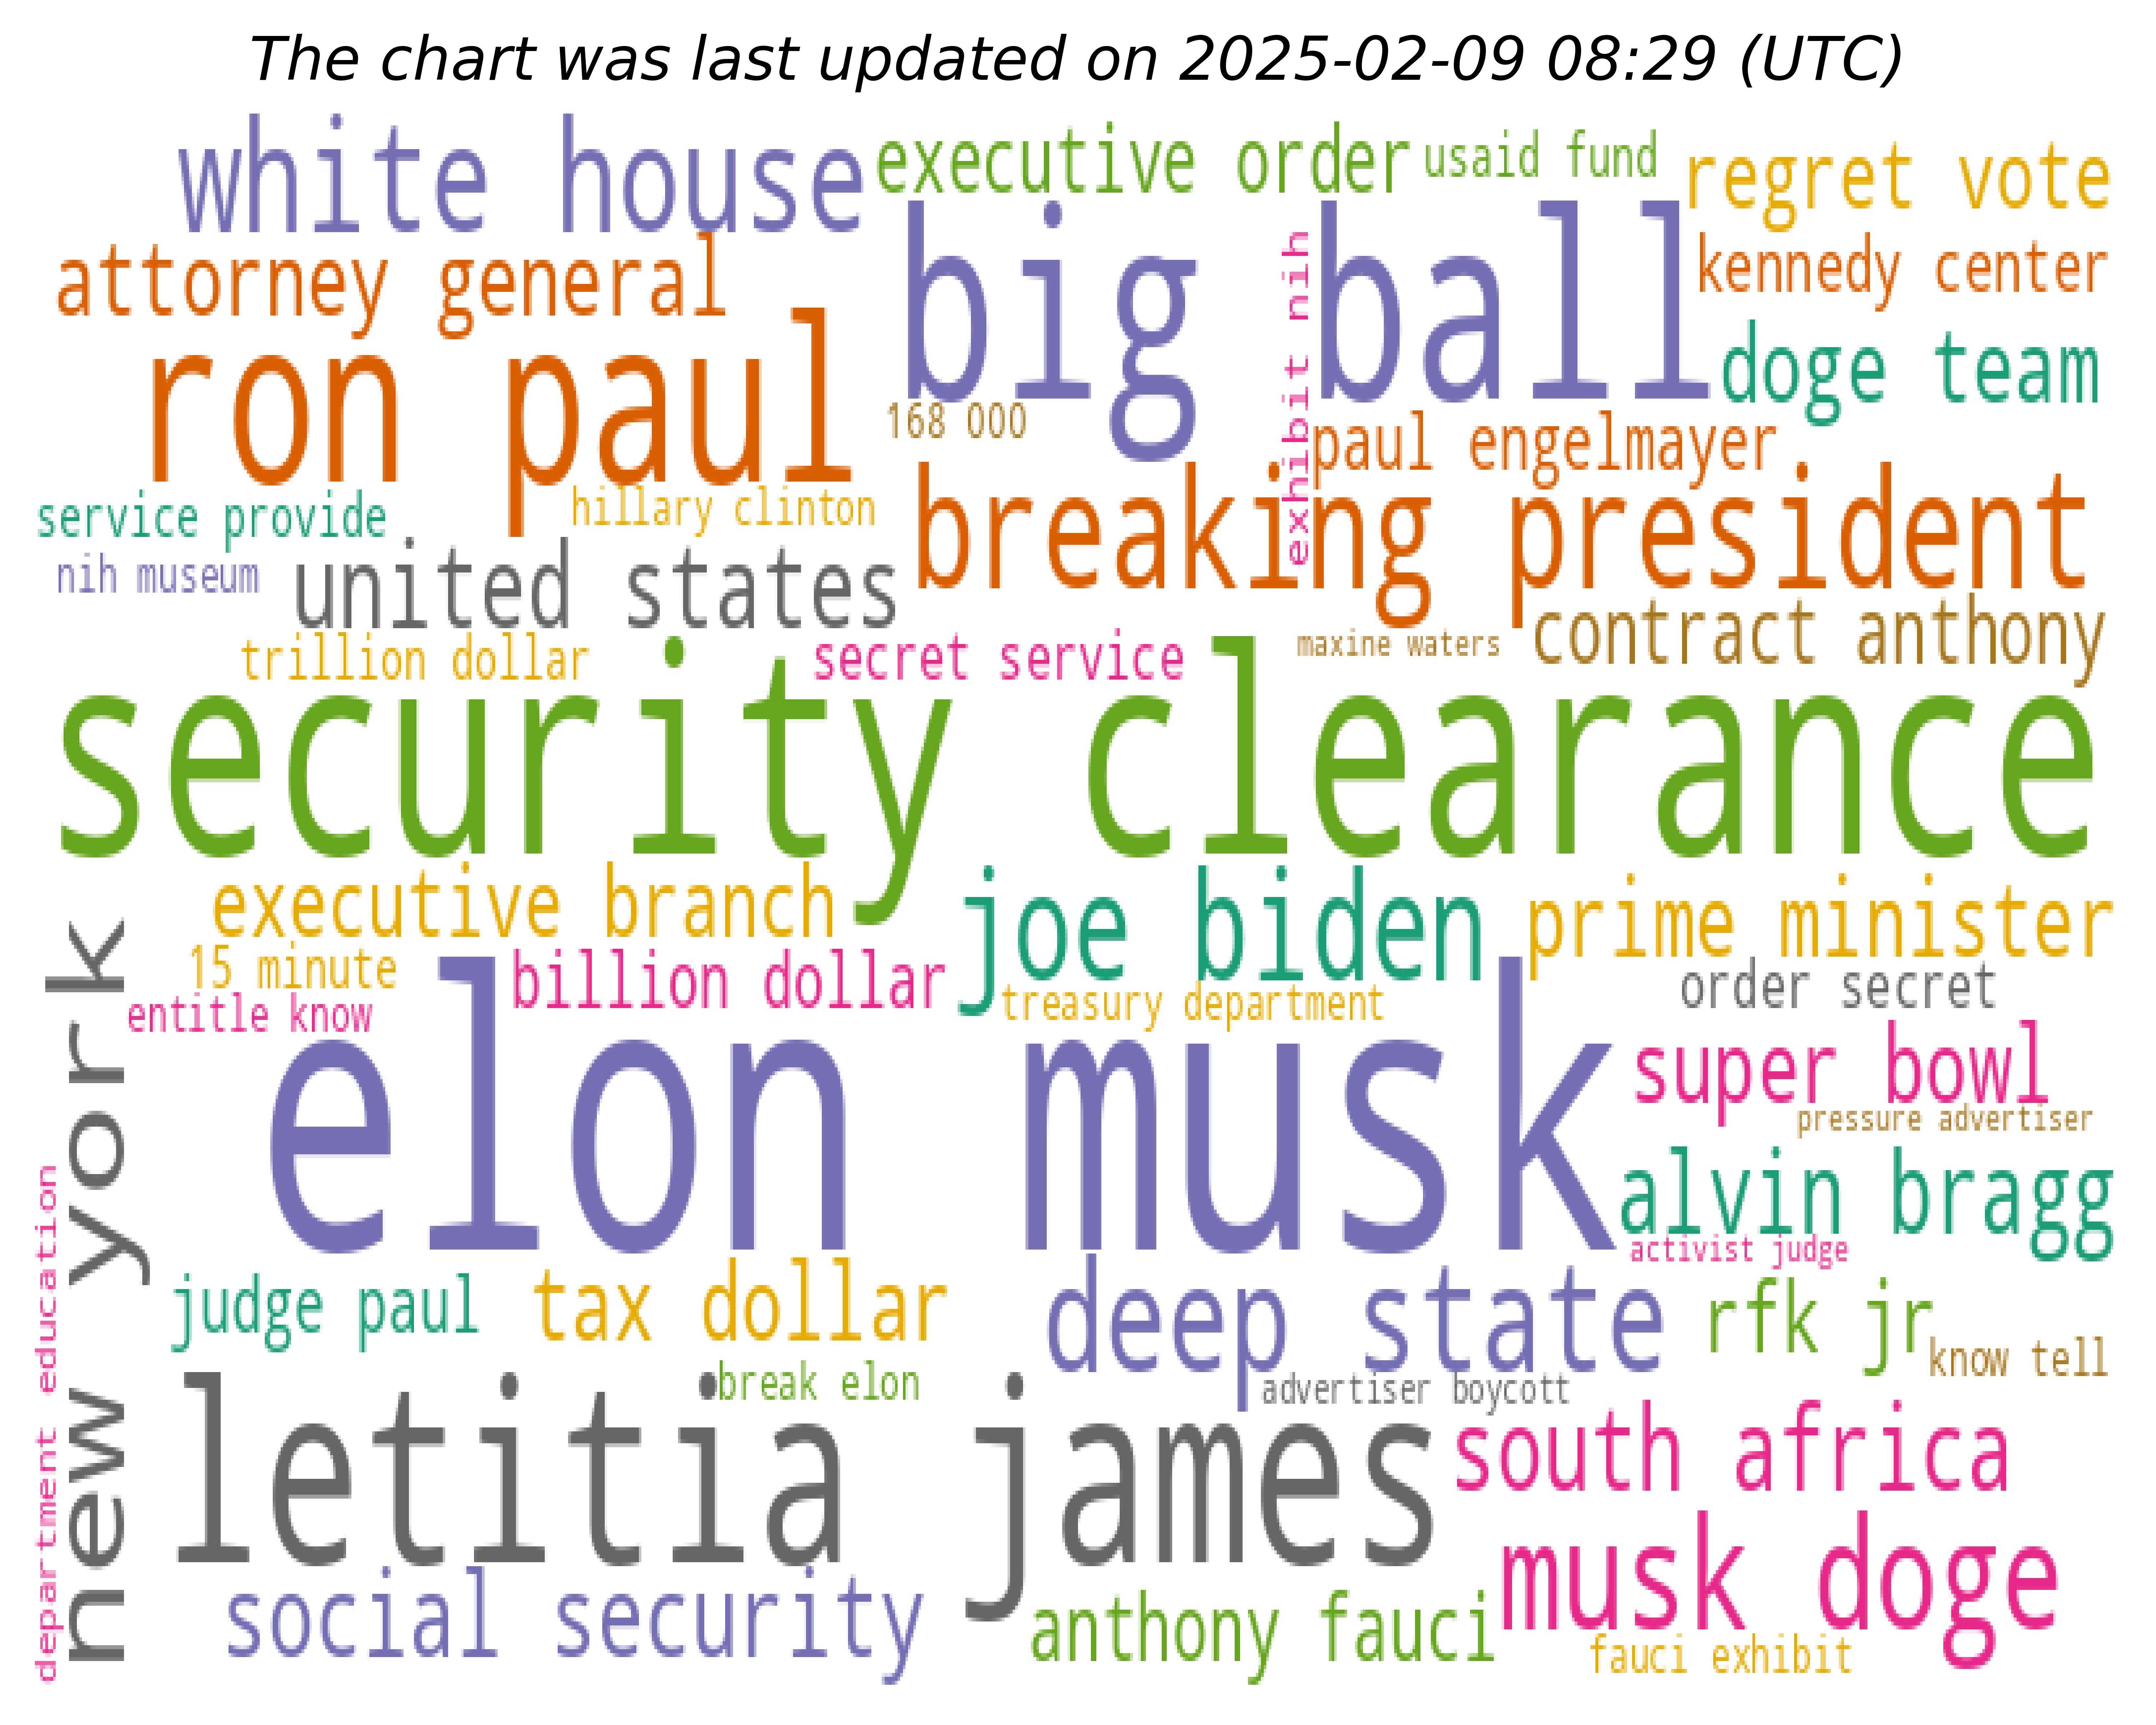 The chart was last updated on 2025-02-09 08:29 (UTC)
white house
executive order
usaid fund
regret vote
attorney general
big ball
exhibit nih
kennedy center
ron paul
doge team
168 000
paul engelmayer
service provide
hillary clinton
breaking president
nih museum
united states
trillion dollar
secret service
maxine waters
contract anthony
security clearance
executive branch
joe biden
prime minister
15 minute
billion dollar
order secret
entitle know
treasury department
elon musk
super bowl
pressure advertiser
alvin bragg
activist judge
new york
department education
judge paul
tax dollar
deep state
rfk jr
know tell
break elon
advertiser boycott
letitia james
south africa
musk doge
social security
anthony fauci
fauci exhibit